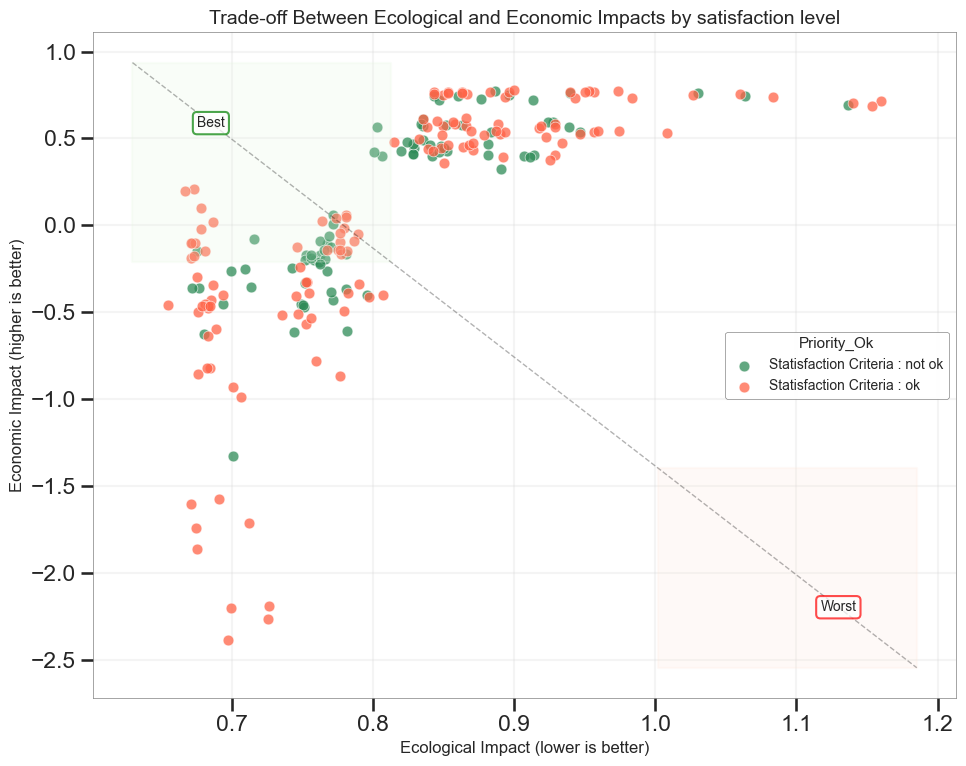 Trade-off Between Ecological and Economic Impacts by satisfaction level
Economic Impact (higher is better)
1.0
0.5
0.0
−0.5
−1.0
−1.5
−2.0
−2.5
Best
Priority_Ok
Statisfaction Criteria : not ok
Statisfaction Criteria : ok
Worst
0.7
0.8
0.9
1.0
1.1
1.2
Ecological Impact (lower is better)